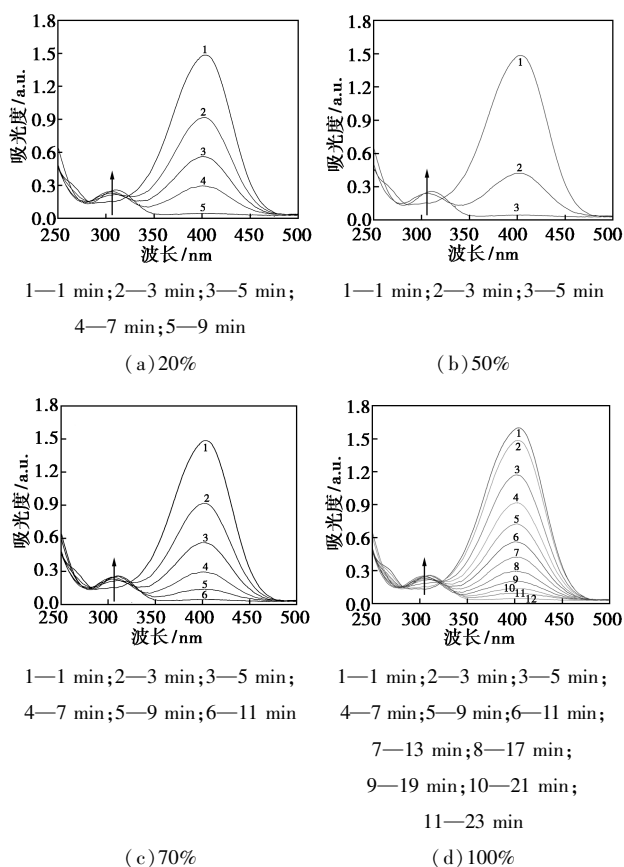 1.8
1.5
1.2
0.9
0.6
0.3
0.0
吸光度/a.u.
1
2
3
4
5
250 300 350 400 450 500
波长/nm
1—1 min;2—3 min;3—5 min;
4—7 min;5—9 min
(a)20%
1.8
1.5
1.2
0.9
0.6
0.3
0.0
吸光度/a.u.
1
2
3
250 300 350 400 450 500
波长/nm
1—1 min;2—3 min;3—5 min
(b)50%
1.8
1.5
1.2
0.9
0.6
0.3
0.0
吸光度/a.u.
1
2
3
4
5
6
250 300 350 400 450 500
波长/nm
1—1 min;2—3 min;3—5 min;
4—7 min;5—9 min;6—11 min
(c)70%
1.8
1.5
1.2
0.9
0.6
0.3
0.0
吸光度/a.u.
1
2
3
4
5
6
7
8
9
10 11 12
250 300 350 400 450 500
波长/nm
1—1 min;2—3 min;3—5 min;
4—7 min;5—9 min;6—11 min;
7—13 min;8—17 min;
9—19 min;10—21 min;
11—23 min
(d)100%